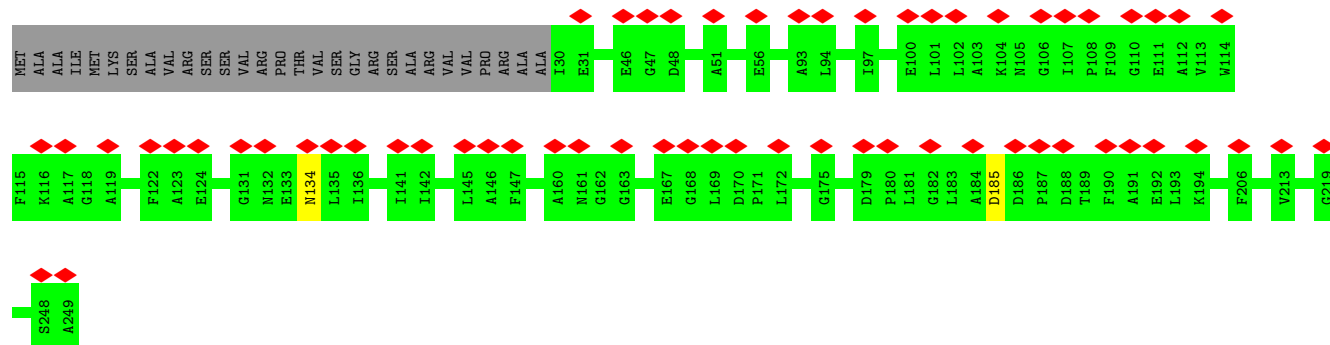 MET ALA ALA ILE MET LYS SER ALA VAL ARG SER SER VAL ARG PRO THR VAL SER GLY ARG SER ALA ARG VAL VAL PRO ARG ALA ALA I30 E31 E46 G47 D48 A51 E56 A93 L94 I97 E100 L101 L102 A103 K104 N105 G106 I107 P108 F109 G110 E111 A112 V113 W114
F115 K116 A117 G118 A119 F122 A123 E124 G131 N132 E133 N134 L135 I136 I141 I142 L145 A146 F147 A160 N161 G162 G163 E167 G168 L169 D170 P171 L172 G175 D179 P180 L181 G182 L183 A184 D185 D186 P187 D188 T189 F190 A191 E192 L193 K194 F206 V213 G219
S248 A249